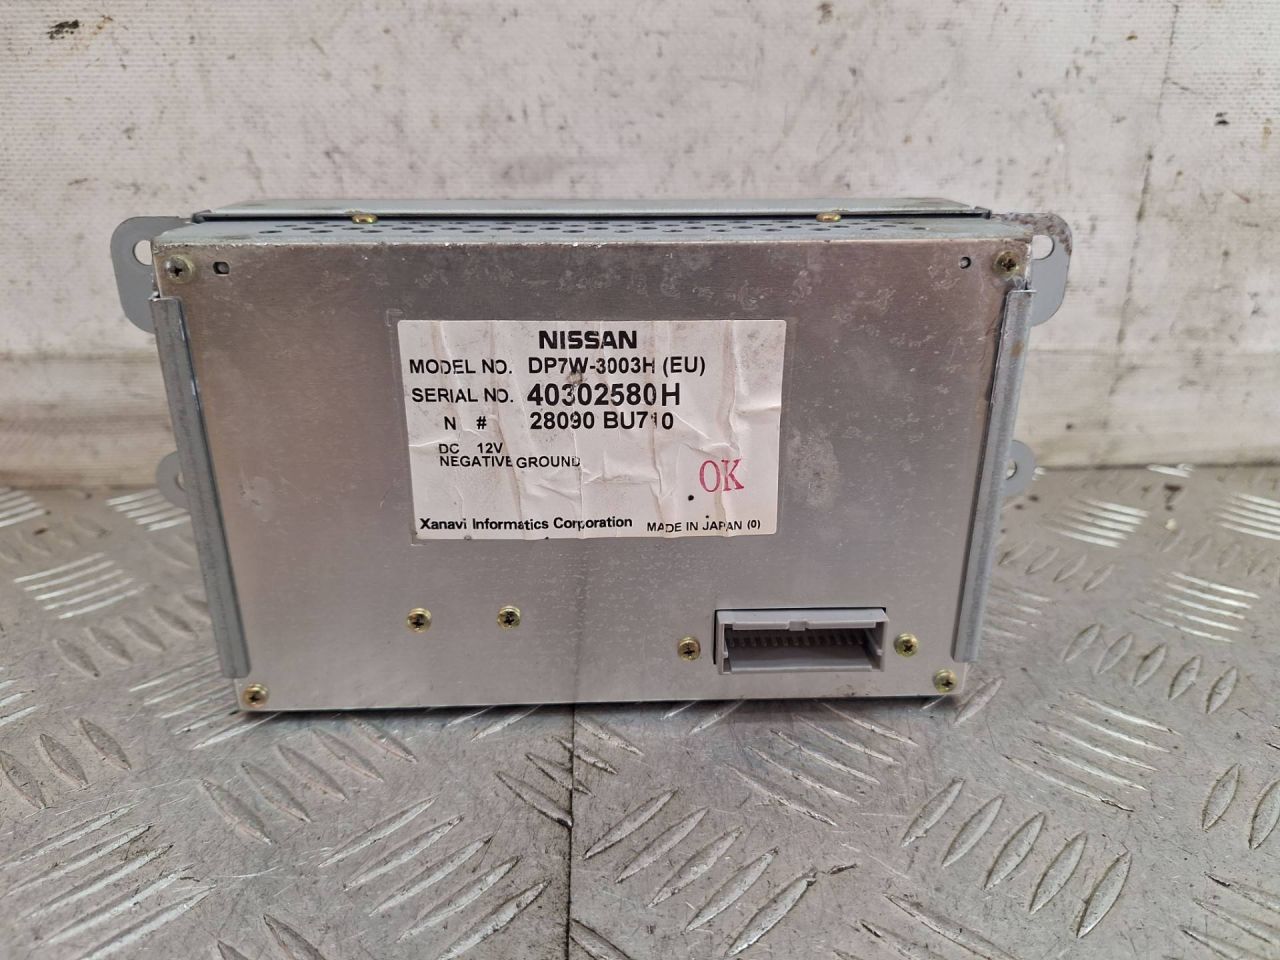 NISSAN
MODEL NO. DP7W-3003H (EU)
SERIAL NO. 40302580H
N # 28090 BU710
DC 12V
NEGATIVE GROUND
OK
Xanavi Informatics Corporation MADE IN JAPAN (0)